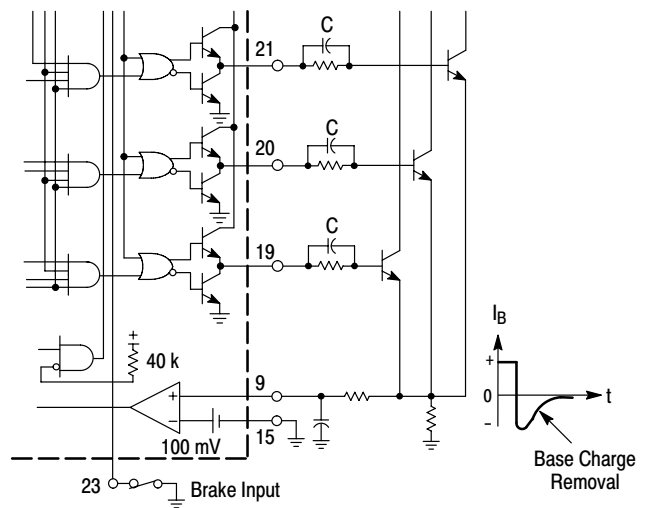 21
C
20
C
19
C
+
40 k
9
+
−
15
100 mV
23
Brake Input
I_B
+
0
−
t
Base Charge
Removal